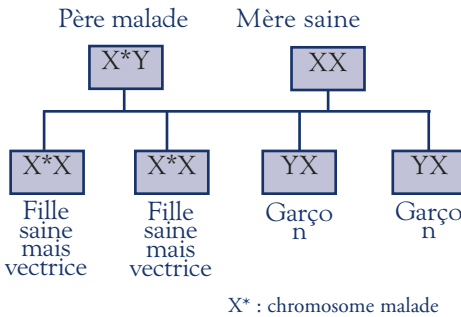 Père malade Mère saine
X*Y XX
X*X X*X YX YX
Fille Fille Garço Garço
saine saine n n
mais mais
vectrice vectrice
X* : chromosome malade